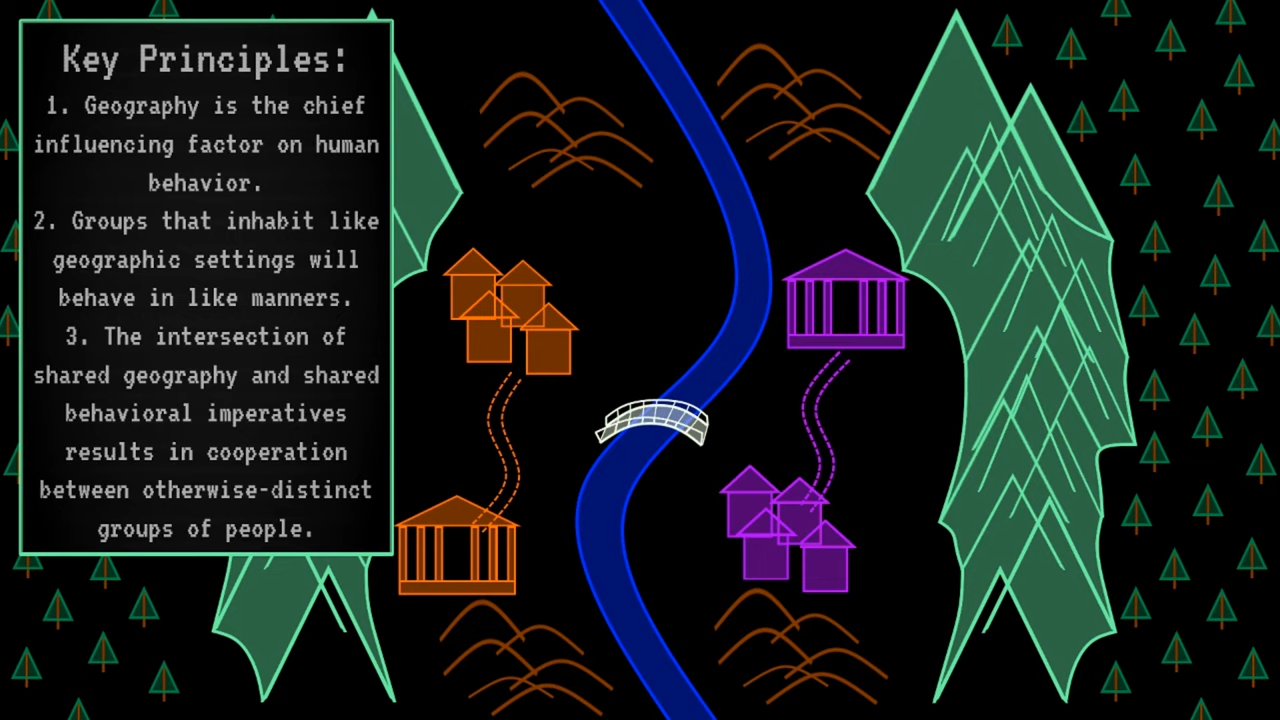 Key Principles:
1. Geography is the chief
influencing factor on human
behavior.
2. Groups that inhabit like
geographic settings will
behave in like manners.
3. The intersection of
shared geography and shared
behavioral imperatives
results in cooperation
between otherwise-distinct
groups of people.